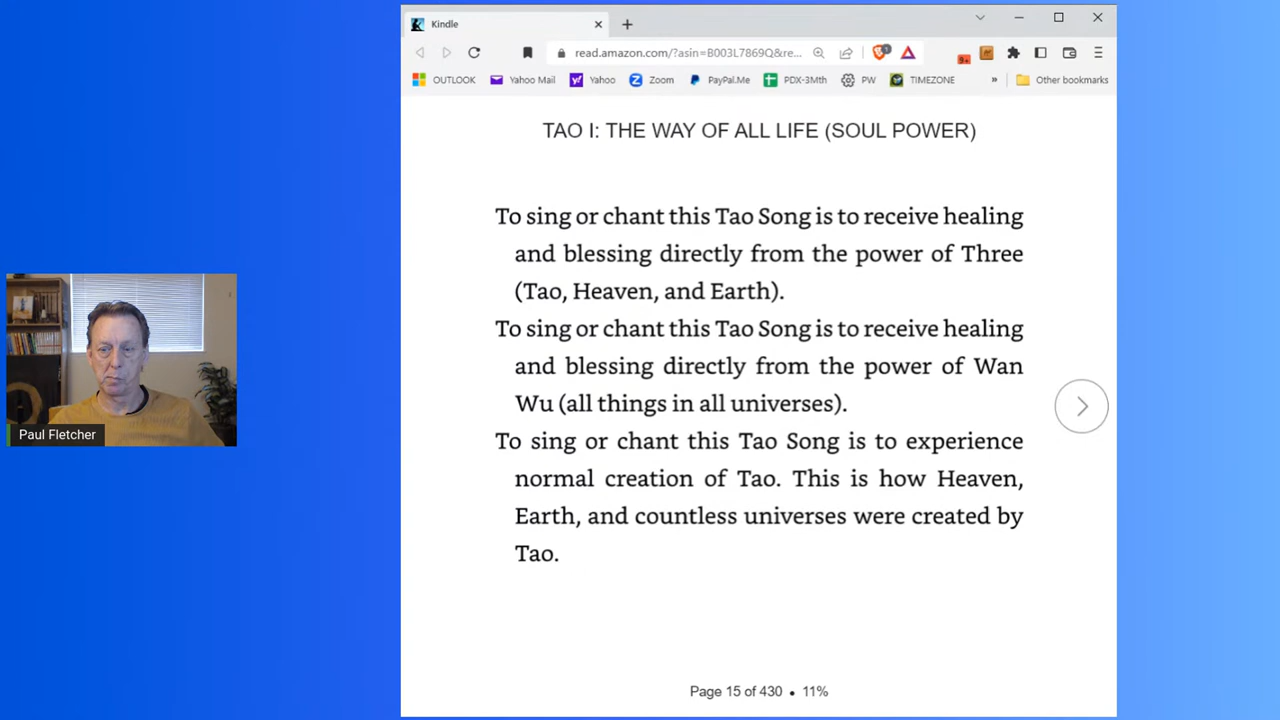 Kindle
read.amazon.com/?asin=B003L7869Q&re...
9+
OUTLOOK Yahoo Mail Yahoo Zoom PayPal.Me PDX-3Mth PW TIMEZONE » Other bookmarks
TAO I: THE WAY OF ALL LIFE (SOUL POWER)
To sing or chant this Tao Song is to receive healing
and blessing directly from the power of Three
(Tao, Heaven, and Earth).
To sing or chant this Tao Song is to receive healing
and blessing directly from the power of Wan
Wu (all things in all universes).
To sing or chant this Tao Song is to experience
normal creation of Tao. This is how Heaven,
Earth, and countless universes were created by
Tao.
Page 15 of 430 • 11%
Paul Fletcher